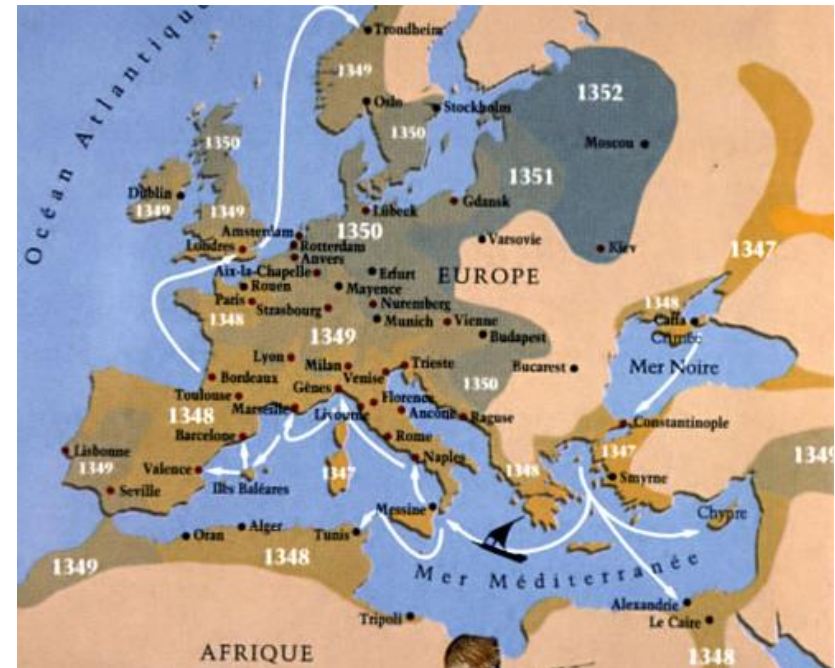 Océan Atlantique
Trondheim
1349
Oslo
Stockholm
1352
Moscou
1350
1350
1351
Dublin
1349
1349
Gdansk
Lübeck
Amsterdam
1350
Londres
Rotterdam
Anvers
Varsovie
Kiev
1347
Aix-la-Chapelle
Erfurt
EUROPE
Rouen
Mayence
Paris
Strasbourg
Nuremberg
1348
Munich
Vienne
1348
Caffa
Crimée
1349
Budapest
Lyon
Milan
Trieste
Mer Noire
Bordeaux
Venise
Bucarest
Gênes
1350
Toulouse
Florence
1348
Marseille
Livourne
Ancône
Raguse
Constantinople
Barcelone
Rome
Lisbonne
1349
Valence
Naples
1347
1349
1347
1348
Smyrne
Séville
Iles Baléares
Messine
Chypre
Oran
Alger
Tunis
1349
1348
Mer Méditerranée
Alexandrie
Tripoli
Le Caire
AFRIQUE
1348